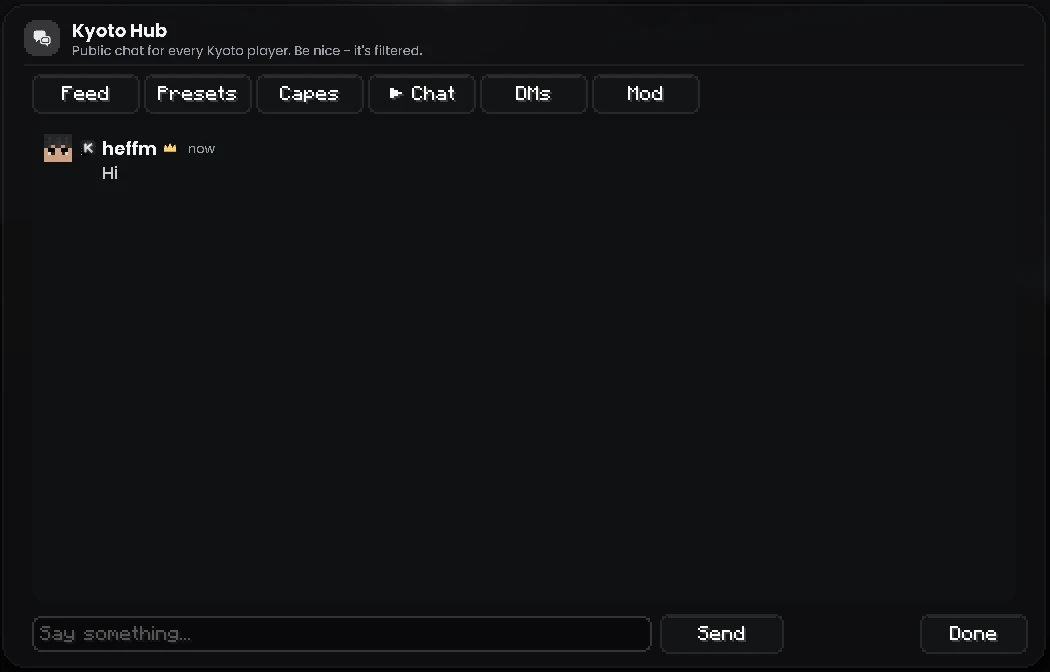 Kyoto Hub
Public chat for every Kyoto player. Be nice - it's filtered.
Feed Presets Capes Chat DMs Mod
K heffm now
Hi
Say something...
Send Done